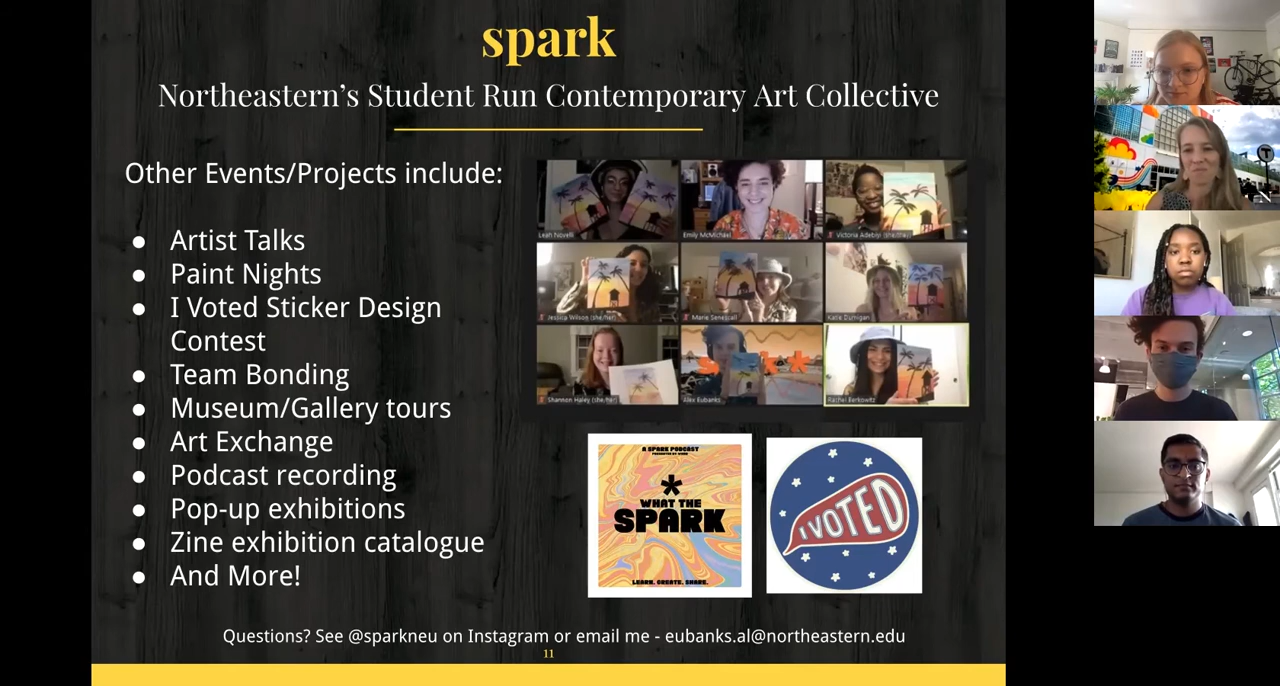 spark
Northeastern’s Student Run Contemporary Art Collective
Other Events/Projects include:
● Artist Talks
● Paint Nights
● I Voted Sticker Design
Contest
● Team Bonding
● Museum/Gallery tours
● Art Exchange
● Podcast recording
● Pop-up exhibitions
● Zine exhibition catalogue
● And More!
Leah Novelli
Emily McMichael
Victoria Adebiyi (she/her)
Jessica Wilson (she/her)
Marie Senescall
Katie Durnigan
Shannon Haley (she/her)
Alex Eubanks
Rachel Berkowitz
A SPARK PODCAST
WHAT THE
SPARK
LEARN. CREATE. SHARE.
I VOTED
Questions? See @sparkneu on Instagram or email me - eubanks.al@northeastern.edu
11
T